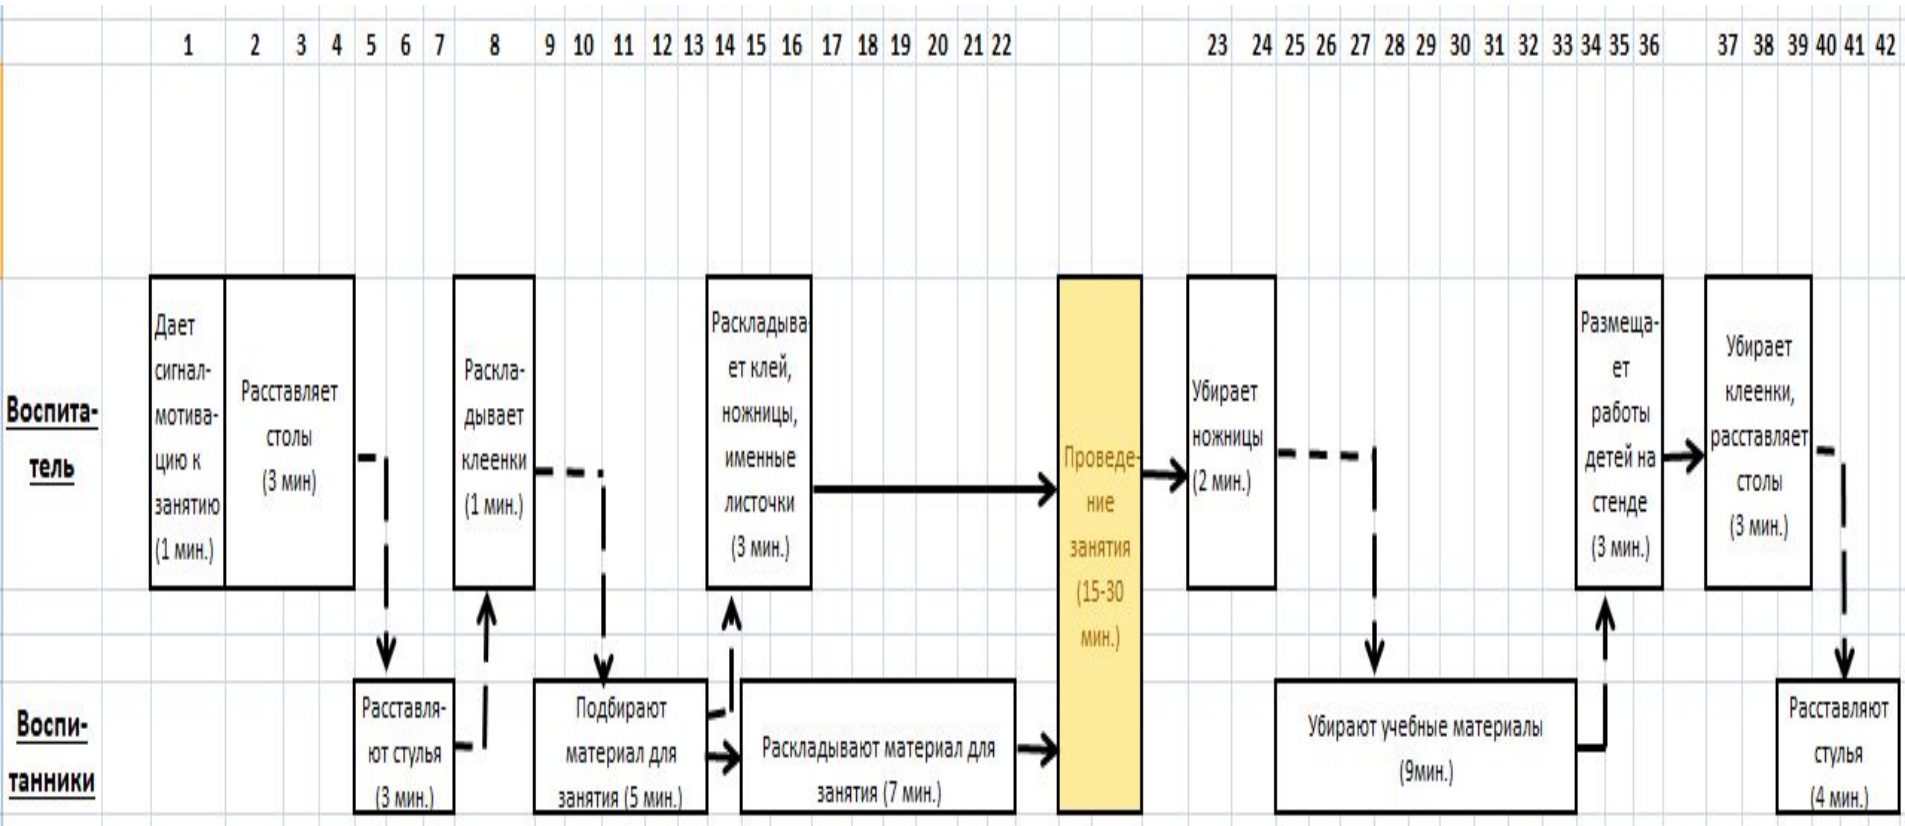 1 2 3 4 5 6 7 8 9 10 11 12 13 14 15 16 17 18 19 20 21 22 23 24 25 26 27 28 29 30 31 32 33 34 35 36 37 38 39 40 41 42
Воспита-
тель
Дает
сигнал-
мотива-
цию к
занятию
(1 мин.)
Расставляет
столы
(3 мин)
Раскла-
дывает
клеенки
(1 мин.)
Раскладыва
ет клей,
ножницы,
именные
листочки
(3 мин.)
Проведе-
ние
занятия
(15-30
мин.)
Убирает
ножницы
(2 мин.)
Размеща-
ет
работы
детей на
стенде
(3 мин.)
Убирает
клеенки,
расставляет
столы
(3 мин.)
Воспи-
танники
Расставля-
ют стулья
(3 мин.)
Подбирают
материал для
занятия (5 мин.)
Раскладывают материал для
занятия (7 мин.)
Убирают учебные материалы
(9мин.)
Расставляют
стулья
(4 мин.)